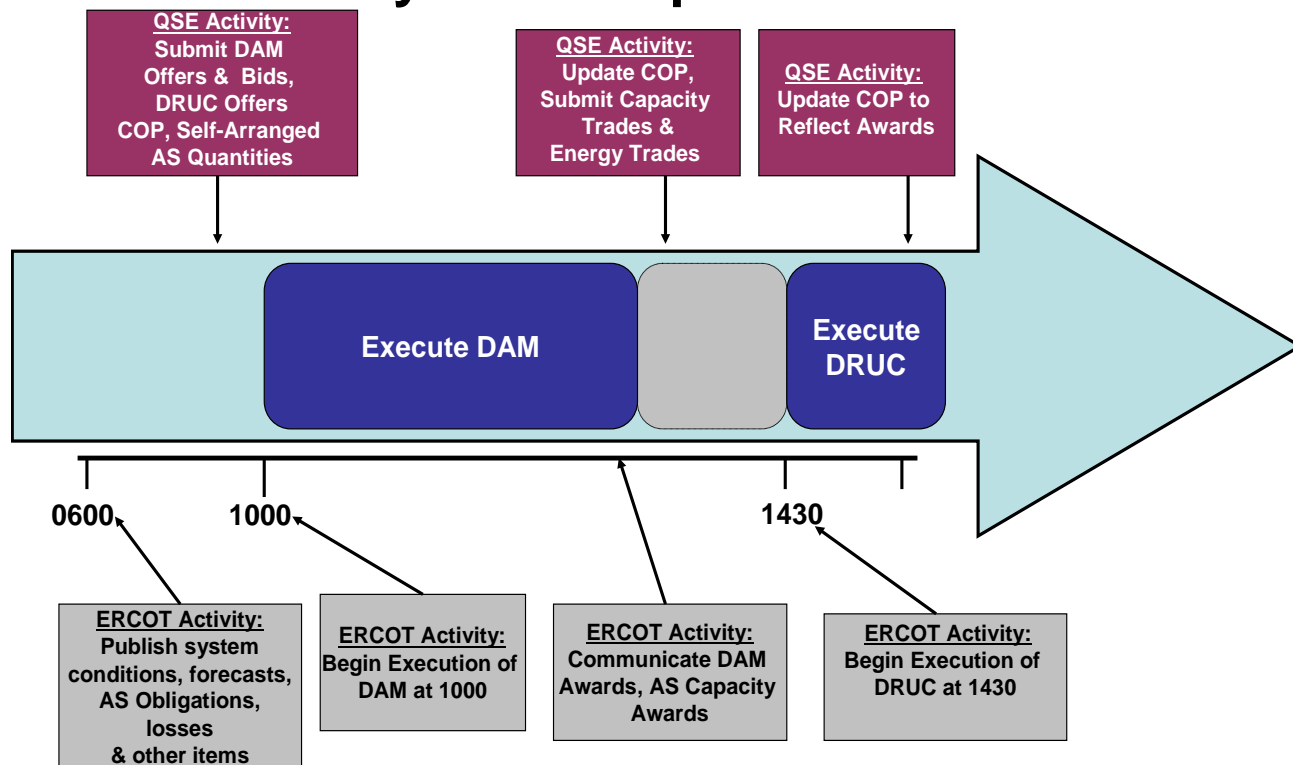 QSE Activity:
Submit DAM
Offers & Bids,
DRUC Offers
COP, Self-Arranged
AS Quantities
QSE Activity:
Update COP,
Submit Capacity
Trades &
Energy Trades
QSE Activity:
Update COP to
Reflect Awards
Execute DAM
Execute
DRUC
0600
1000
1430
ERCOT Activity:
Publish system
conditions, forecasts,
AS Obligations,
losses
& other items
ERCOT Activity:
Begin Execution of
DAM at 1000
ERCOT Activity:
Communicate DAM
Awards, AS Capacity
Awards
ERCOT Activity:
Begin Execution of
DRUC at 1430